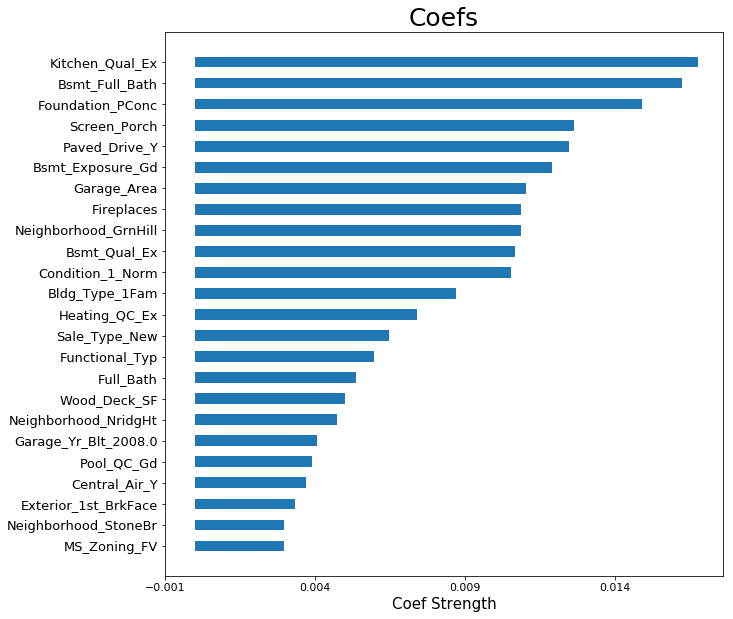 Coefs
Kitchen_Qual_Ex
Bsmt_Full_Bath
Foundation_PConc
Screen_Porch
Paved_Drive_Y
Bsmt_Exposure_Gd
Garage_Area
Fireplaces
Neighborhood_GrnHill
Bsmt_Qual_Ex
Condition_1_Norm
Bldg_Type_1Fam
Heating_QC_Ex
Sale_Type_New
Functional_Typ
Full_Bath
Wood_Deck_SF
Neighborhood_NridgHt
Garage_Yr_Blt_2008.0
Pool_QC_Gd
Central_Air_Y
Exterior_1st_BrkFace
Neighborhood_StoneBr
MS_Zoning_FV
−0.001 0.004 0.009 0.014
Coef Strength